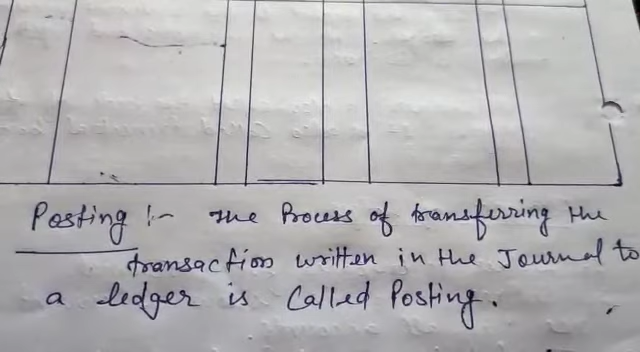 Posting :- The Process of transferring the
transaction written in the Journal to
a ledger is Called Posting.